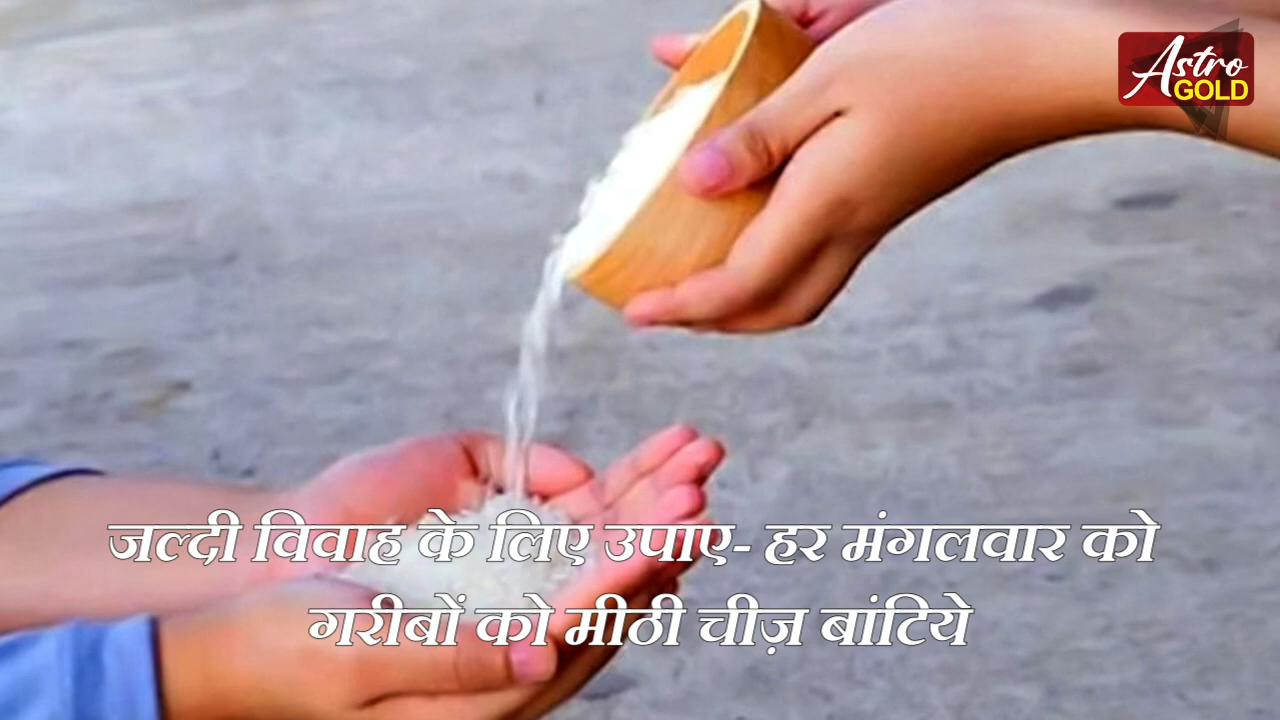 Astro
GOLD
जल्दी विवाह के लिए उपाए- हर मंगलवार को
गरीबों को मीठी चीज़ बांटिये